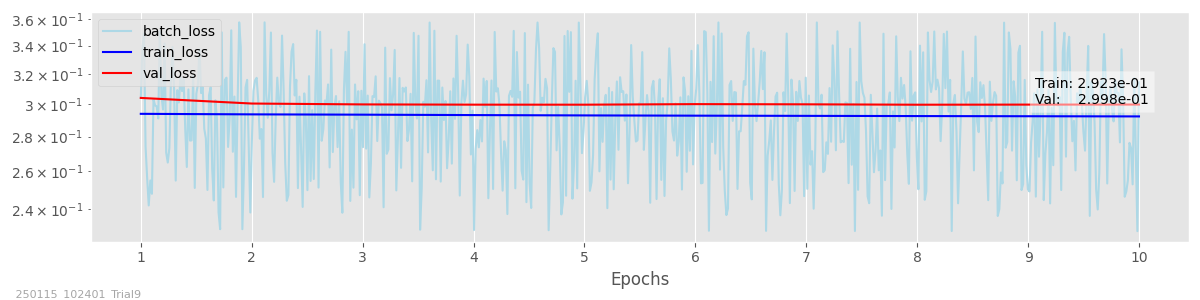 3.6 × 10⁻¹
3.4 × 10⁻¹
3.2 × 10⁻¹
3 × 10⁻¹
2.8 × 10⁻¹
2.6 × 10⁻¹
2.4 × 10⁻¹
batch_loss
train_loss
val_loss
Train: 2.923e-01
Val: 2.998e-01
1 2 3 4 5 6 7 8 9 10
Epochs
250115_102401_Trial9